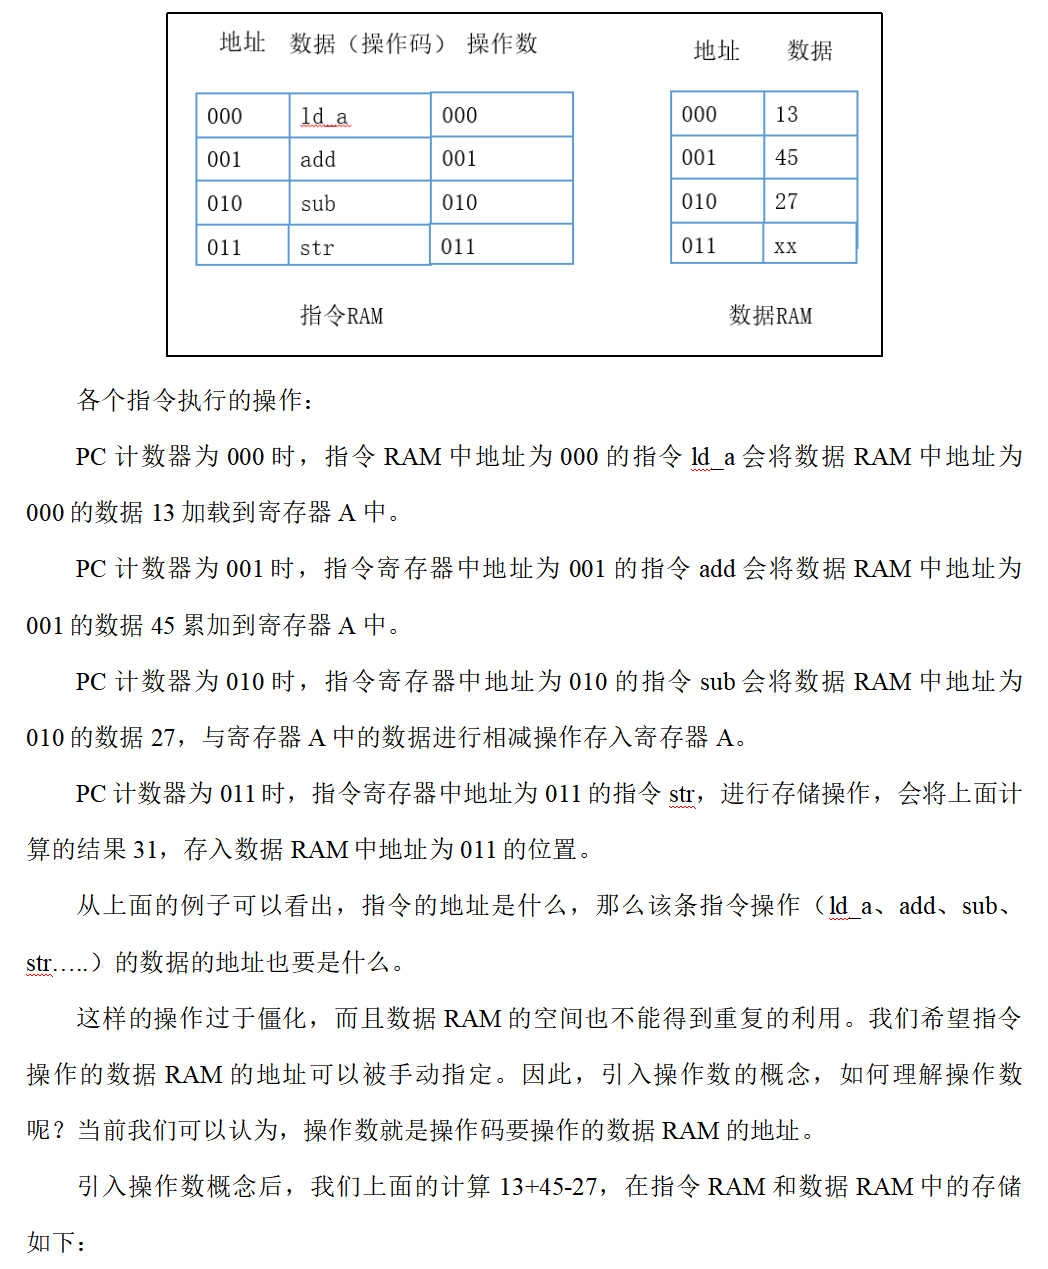 地址 数据（操作码） 操作数 地址 数据
000 ld_a 000 000 13
001 add 001 001 45
010 sub 010 010 27
011 str 011 011 xx
指令RAM 数据RAM
各个指令执行的操作：
PC 计数器为 000 时，指令 RAM 中地址为 000 的指令 ld_a 会将数据 RAM 中地址为
000 的数据 13 加载到寄存器 A 中。
PC 计数器为 001 时，指令寄存器中地址为 001 的指令 add 会将数据 RAM 中地址为
001 的数据 45 累加到寄存器 A 中。
PC 计数器为 010 时，指令寄存器中地址为 010 的指令 sub 会将数据 RAM 中地址为
010 的数据 27，与寄存器 A 中的数据进行相减操作存入寄存器 A。
PC 计数器为 011 时，指令寄存器中地址为 011 的指令 str，进行存储操作，会将上面计
算的结果 31，存入数据 RAM 中地址为 011 的位置。
从上面的例子可以看出，指令的地址是什么，那么该条指令操作（ld_a、add、sub、
str…..）的数据的地址也要是什么。
这样的操作过于僵化，而且数据 RAM 的空间也不能得到重复的利用。我们希望指令
操作的数据 RAM 的地址可以被手动指定。因此，引入操作数的概念，如何理解操作数
呢？当前我们可以认为，操作数就是操作码要操作的数据 RAM 的地址。
引入操作数概念后，我们上面的计算 13+45-27，在指令 RAM 和数据 RAM 中的存储
如下：